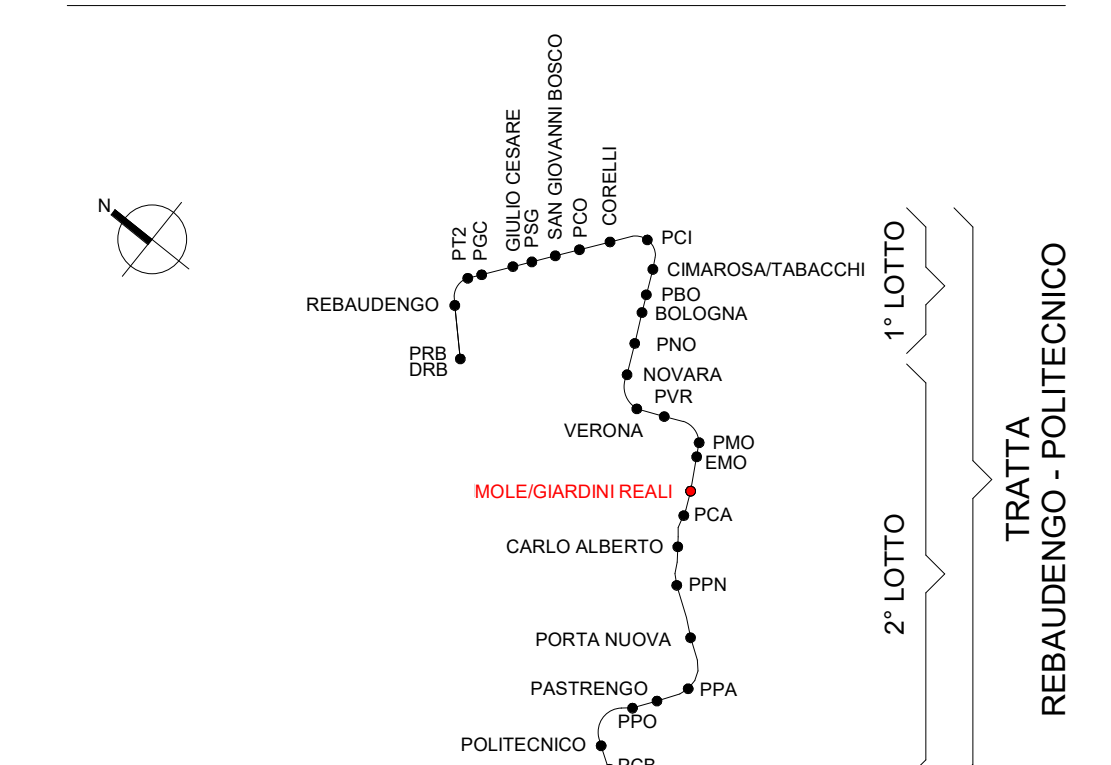 N
PT2
PGC
GIULIO CESARE
PSG
SAN GIOVANNI BOSCO
PCO
CORELLI
PCI
CIMAROSA/TABACCHI
REBAUDENGO
PBO
BOLOGNA
PRB
DRB
PNO
NOVARA
PVR
VERONA
PMO
EMO
MOLE/GIARDINI REALI
PCA
CARLO ALBERTO
PPN
PORTA NUOVA
PASTRENGO
PPA
PPO
POLITECNICO
1° LOTTO
2° LOTTO
TRATTA
REBAUDENGO - POLITECNICO